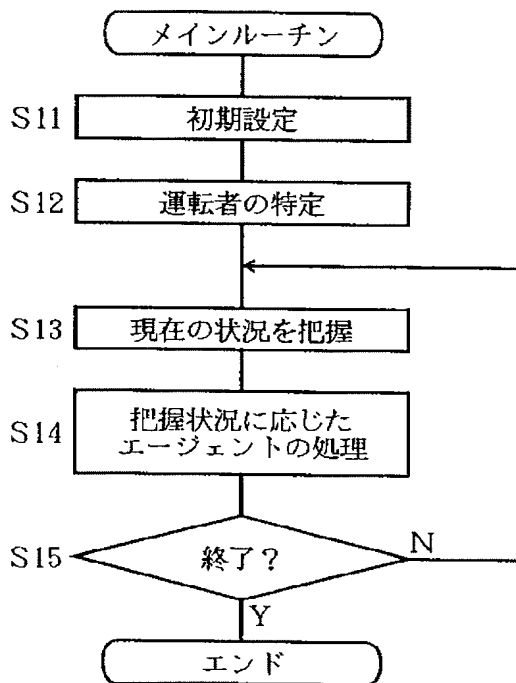 メインルーチン
S11
初期設定
S12
運転者の特定
S13
現在の状況を把握
S14
把握状況に応じた
エージェントの処理
S15
終了？
N
Y
エンド